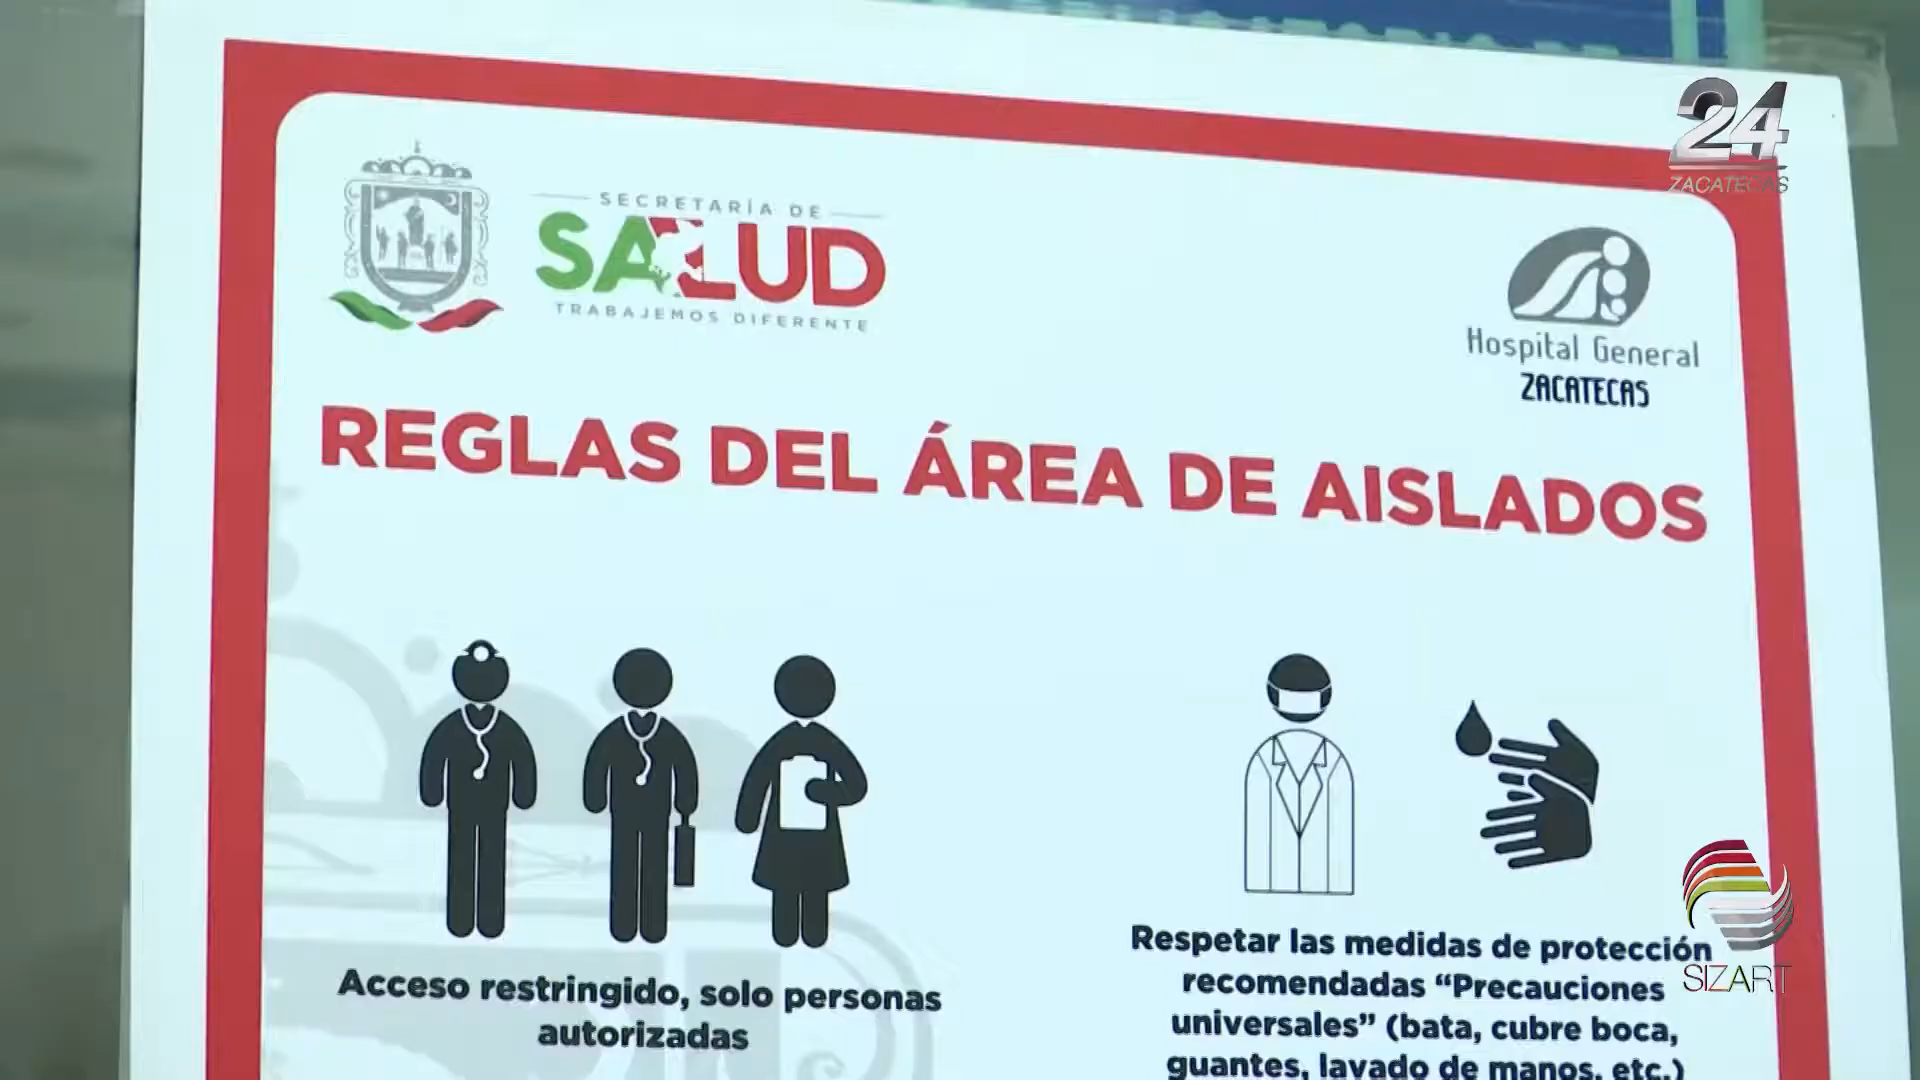 24
ZACATECAS
SECRETARÍA DE
SALUD
TRABAJEMOS DIFERENTE
Hospital General
ZACATECAS
REGLAS DEL ÁREA DE AISLADOS
Acceso restringido, solo personas
autorizadas
Respetar las medidas de protección
recomendadas “Precauciones
universales” (bata, cubre boca,
guantes, lavado de manos, etc.)
SIZART